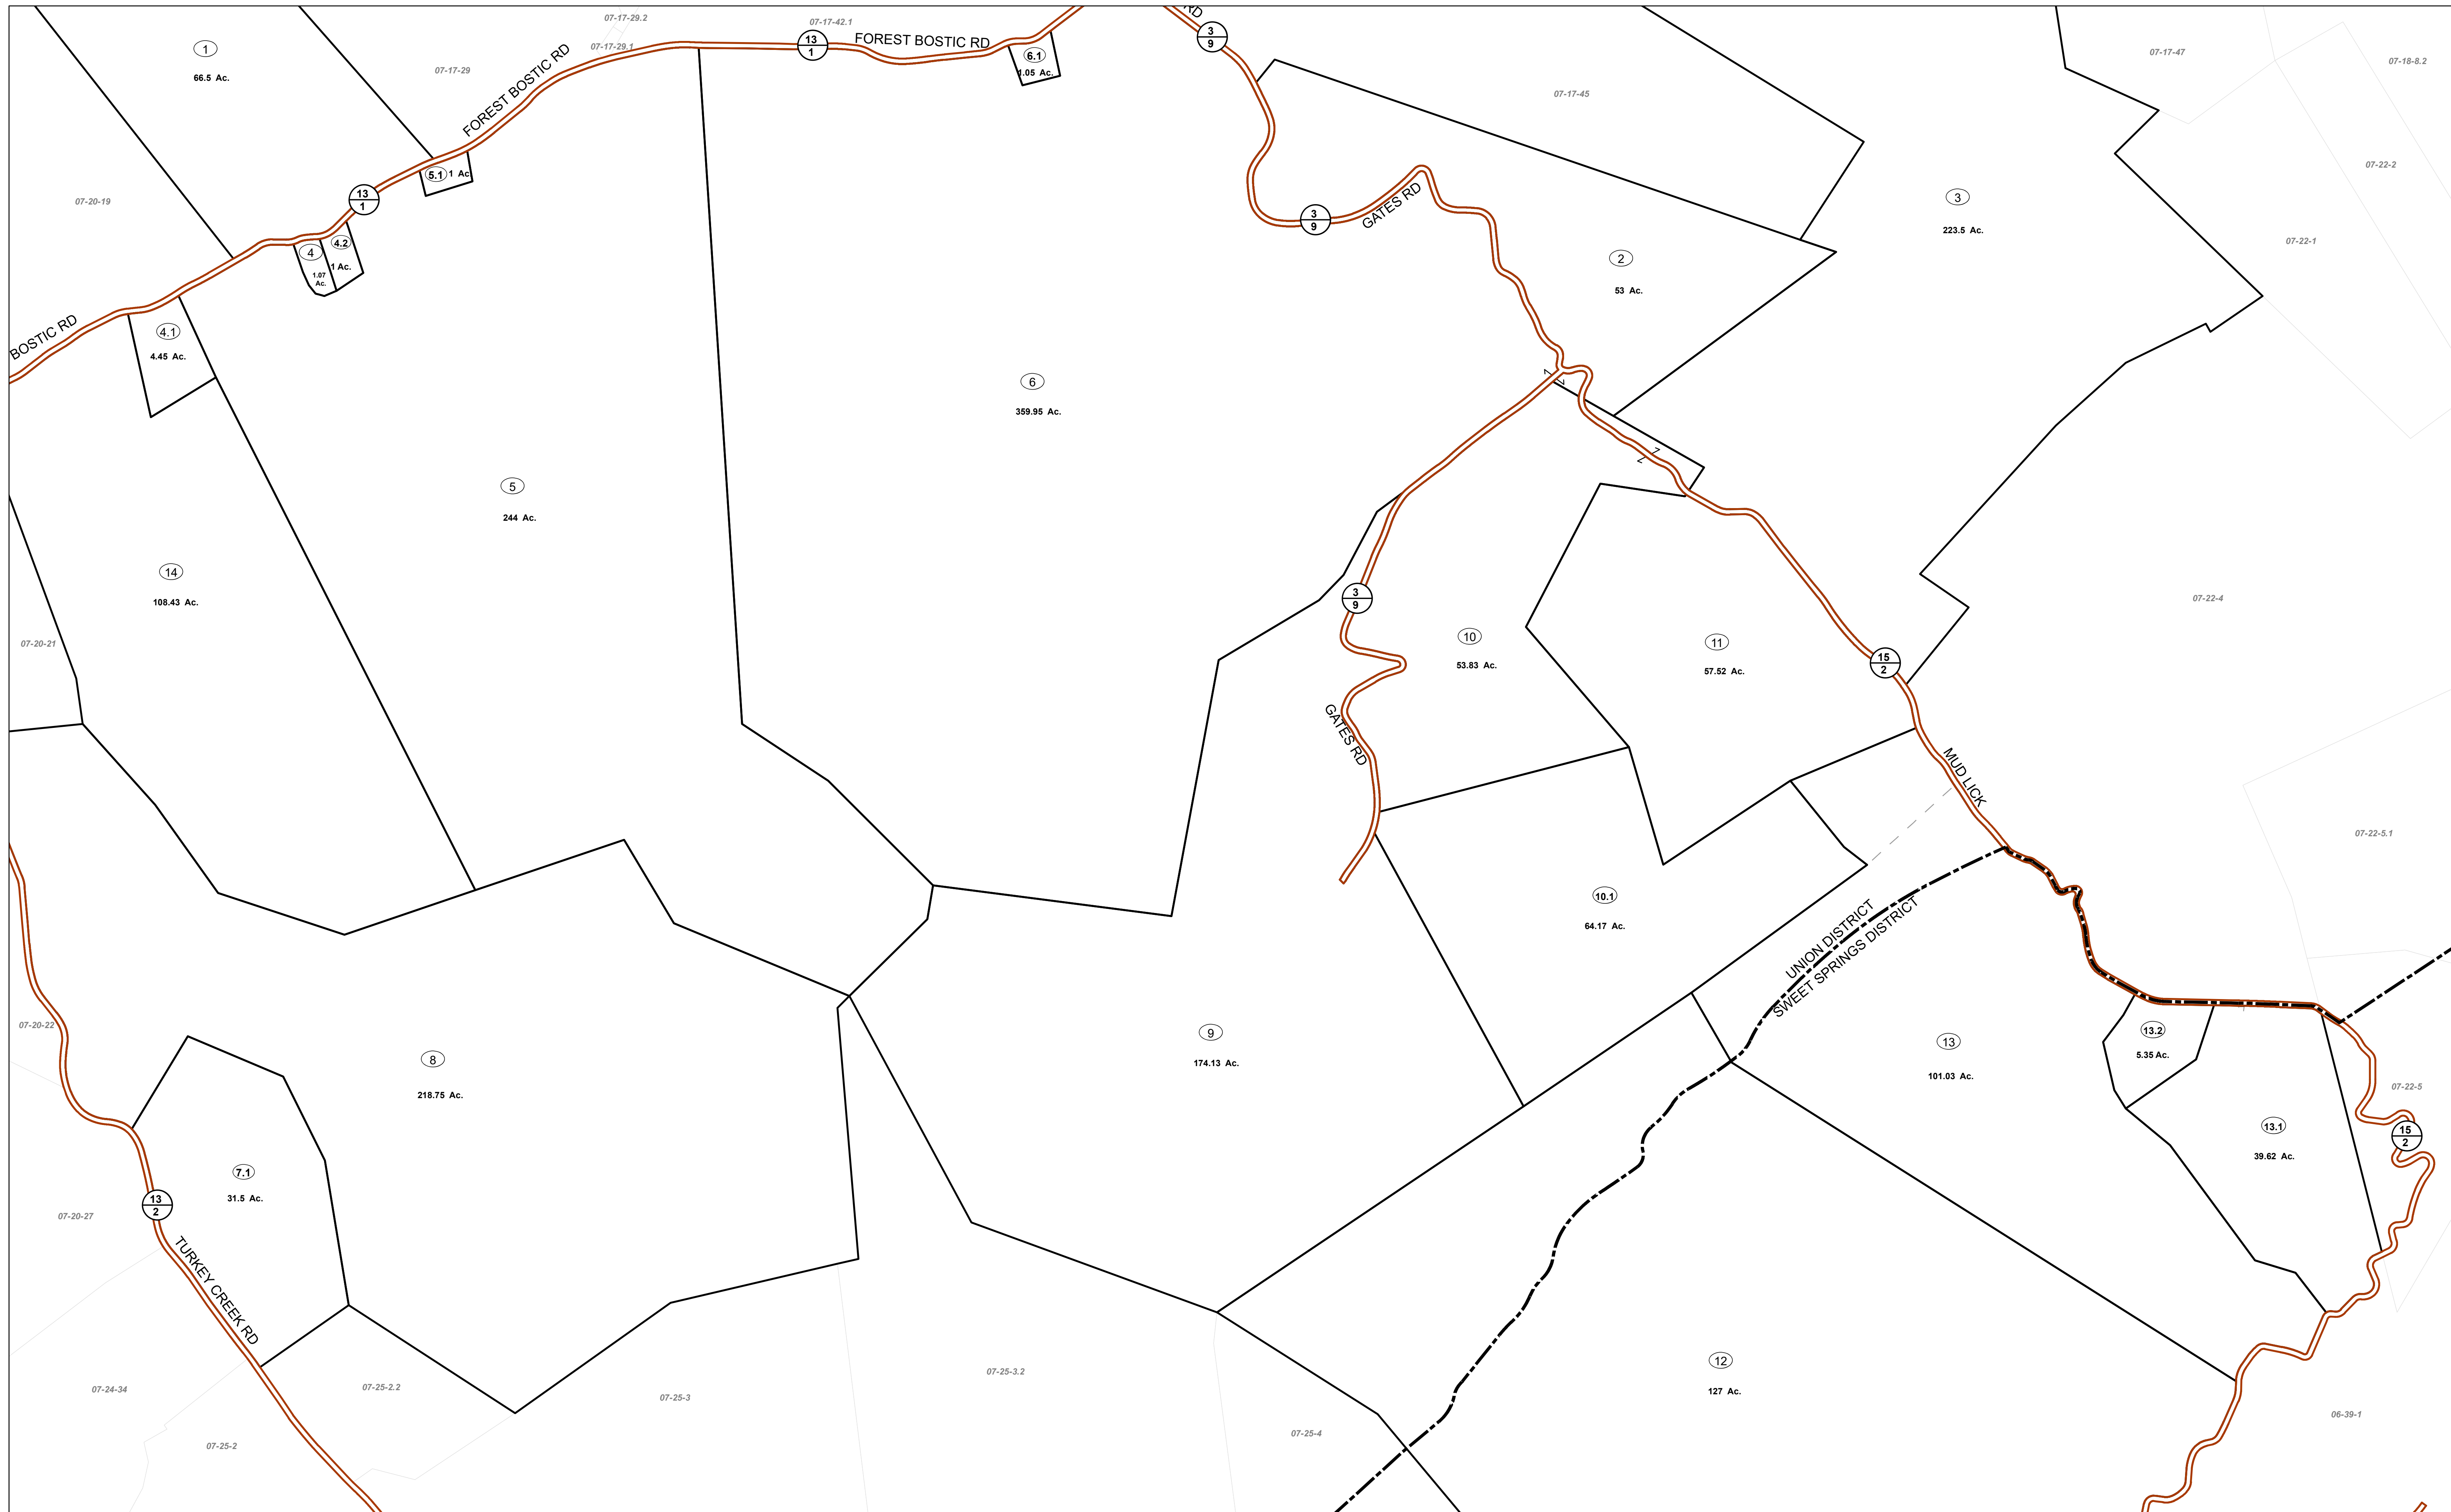 07-17-29.2
07-17-42.1
RD
3
9
1
66.5 Ac.
07-17-29
07-17-29.1
13
1
FOREST BOSTIC RD
6.1
1.05 Ac.
07-17-45
07-17-47
07-18-8.2
FOREST BOSTIC RD
5.1
1 Ac.
07-20-19
13
1
3
9
GATES RD
3
223.5 Ac.
07-22-2
07-22-1
4
1.07
Ac.
4.2
1 Ac.
2
53 Ac.
BOSTIC RD
4.1
4.45 Ac.
6
359.95 Ac.
Z
Z
Z
Z
5
244 Ac.
14
108.43 Ac.
3
9
07-22-4
07-20-21
10
53.83 Ac.
11
57.52 Ac.
15
2
GATES RD
MUD LICK
07-22-5.1
10.1
64.17 Ac.
UNION DISTRICT
SWEET SPRINGS DISTRICT
07-20-22
8
218.75 Ac.
9
174.13 Ac.
13
101.03 Ac.
13.2
5.35 Ac.
07-22-5
13.1
39.62 Ac.
15
2
7.1
31.5 Ac.
13
2
07-20-27
TURKEY CREEK RD
07-24-34
07-25-2.2
07-25-3
07-25-3.2
12
127 Ac.
07-25-2
07-25-4
06-39-1